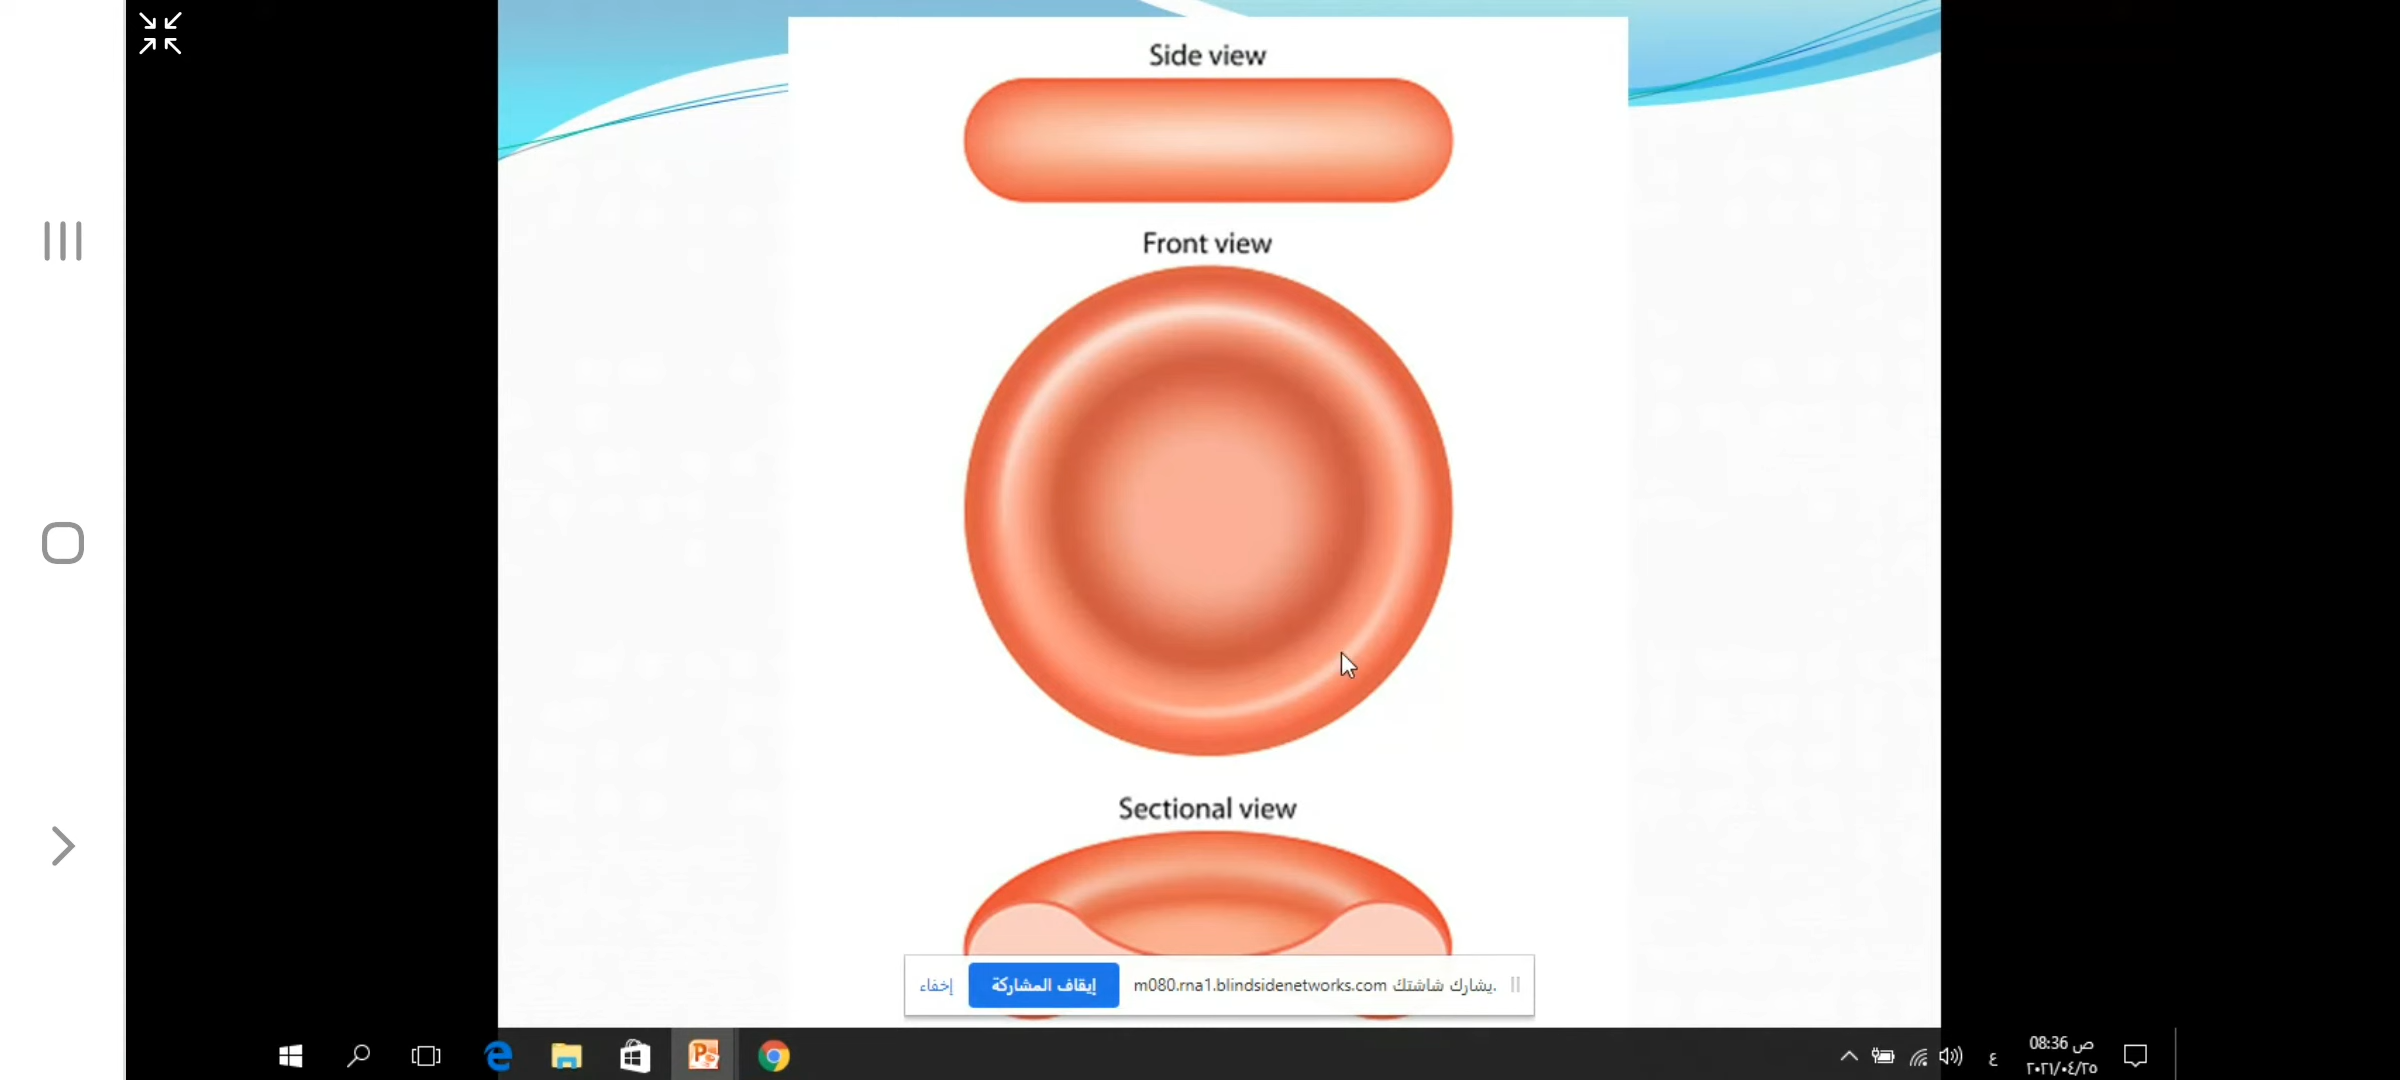 Side view
Front view
Sectional view
يشارك شاشتك m080.rna1.blindsidenetworks.com.
إيقاف المشاركة
إخفاء
ع
08:36 ص
٢٠٢١/٠٤/٢٥